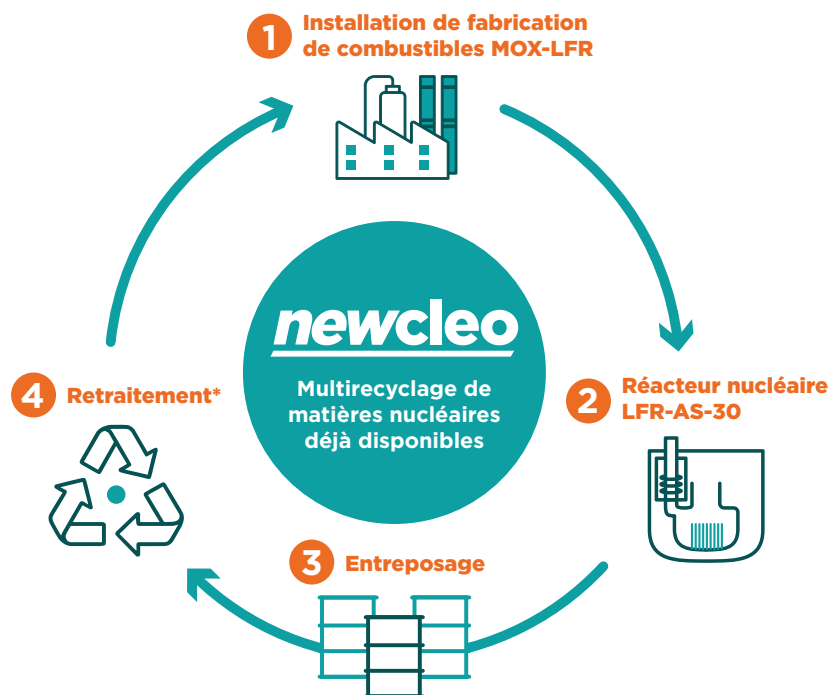 1
Installation de fabrication
de combustibles MOX-LFR
newcleo
Multirecyclage de
matières nucléaires
déjà disponibles
2
Réacteur nucléaire
LFR-AS-30
3
Entreposage
4
Retraitement*